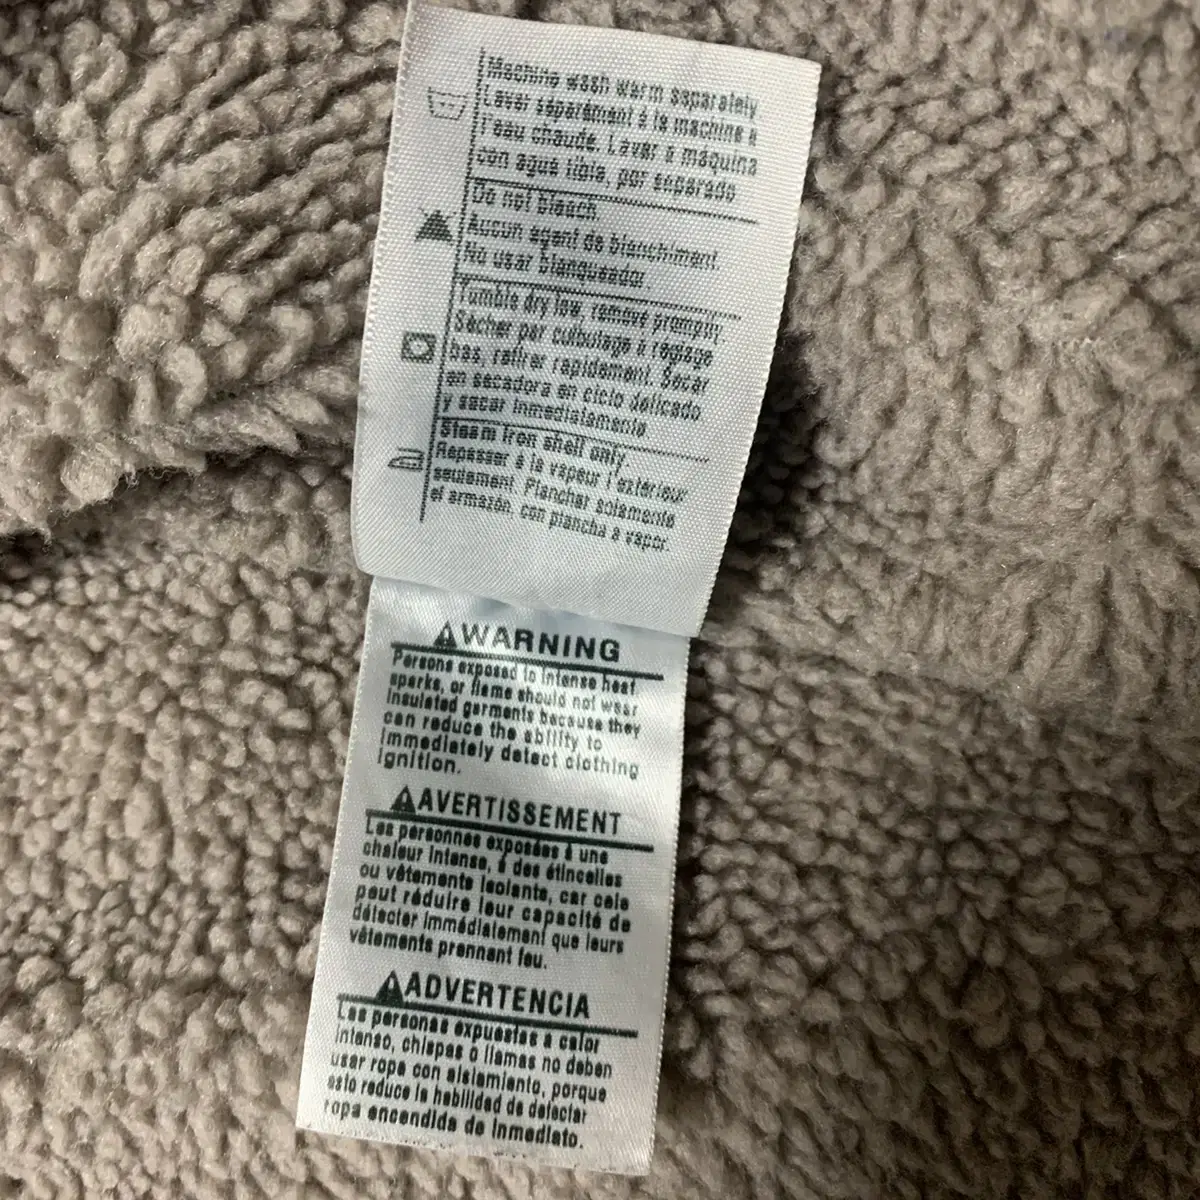 Machine wash warm separately
Laver séparément à la machine à
l'eau chaude. Lavar a máquina
con agua tibia, por separado
Do not bleach.
Aucun agent de blanchiment.
No usar blanqueador.
Tumble dry low, remove promptly
Sécher par culbutage à réglage
bas, retirer rapidement. Secar
en secadora en ciclo delicado
y sacar inmediatamente
Steam iron shell only
Repasser à la vapeur l'extérieur
seulement. Planchar solamente
el armazón, con plancha a vapor.
WARNING
Persons exposed to intense heat,
sparks, or flame should not wear
insulated garments because they
can reduce the ability to
immediately detect clothing
ignition.
AVERTISSEMENT
Les personnes exposées à une
chaleur intense, à des étincelles
ou vêtements isolants, car cela
peut réduire leur capacité de
détecter immédiatement que leurs
vêtements prennent feu.
ADVERTENCIA
Las personas expuestas a calor
intenso, chispas o llamas no deben
usar ropa con aislamiento, porque
esto reduce la habilidad de detectar
ropa encendida de inmediato.